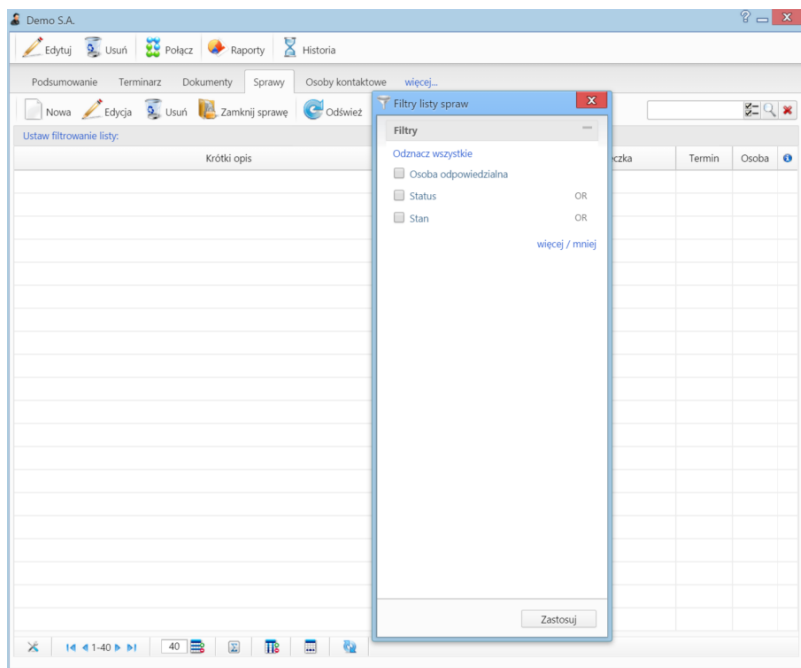 Demo S.A.
Edytuj Usuń Połącz Raporty Historia
Podsumowanie Terminarz Dokumenty Sprawy Osoby kontaktowe więcej...
Nowa Edycja Usuń Zamknij sprawę Odśwież
Filtry listy spraw
Ustaw filtrowanie listy:
Filtry
Krótki opis Termin Osoba
Odznacz wszystkie
Osoba odpowiedzialna
Status OR
Stan OR
więcej / mniej
Zastosuj
1-40 40